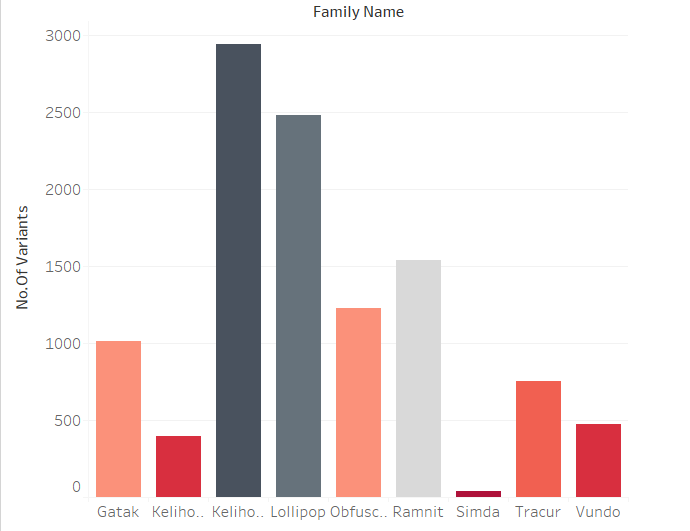 Family Name
3000
2500
2000
1500
1000
500
0
No.Of Variants
Gatak Keliho.. Keliho.. Lollipop Obfusc.. Ramnit Simda Tracur Vundo